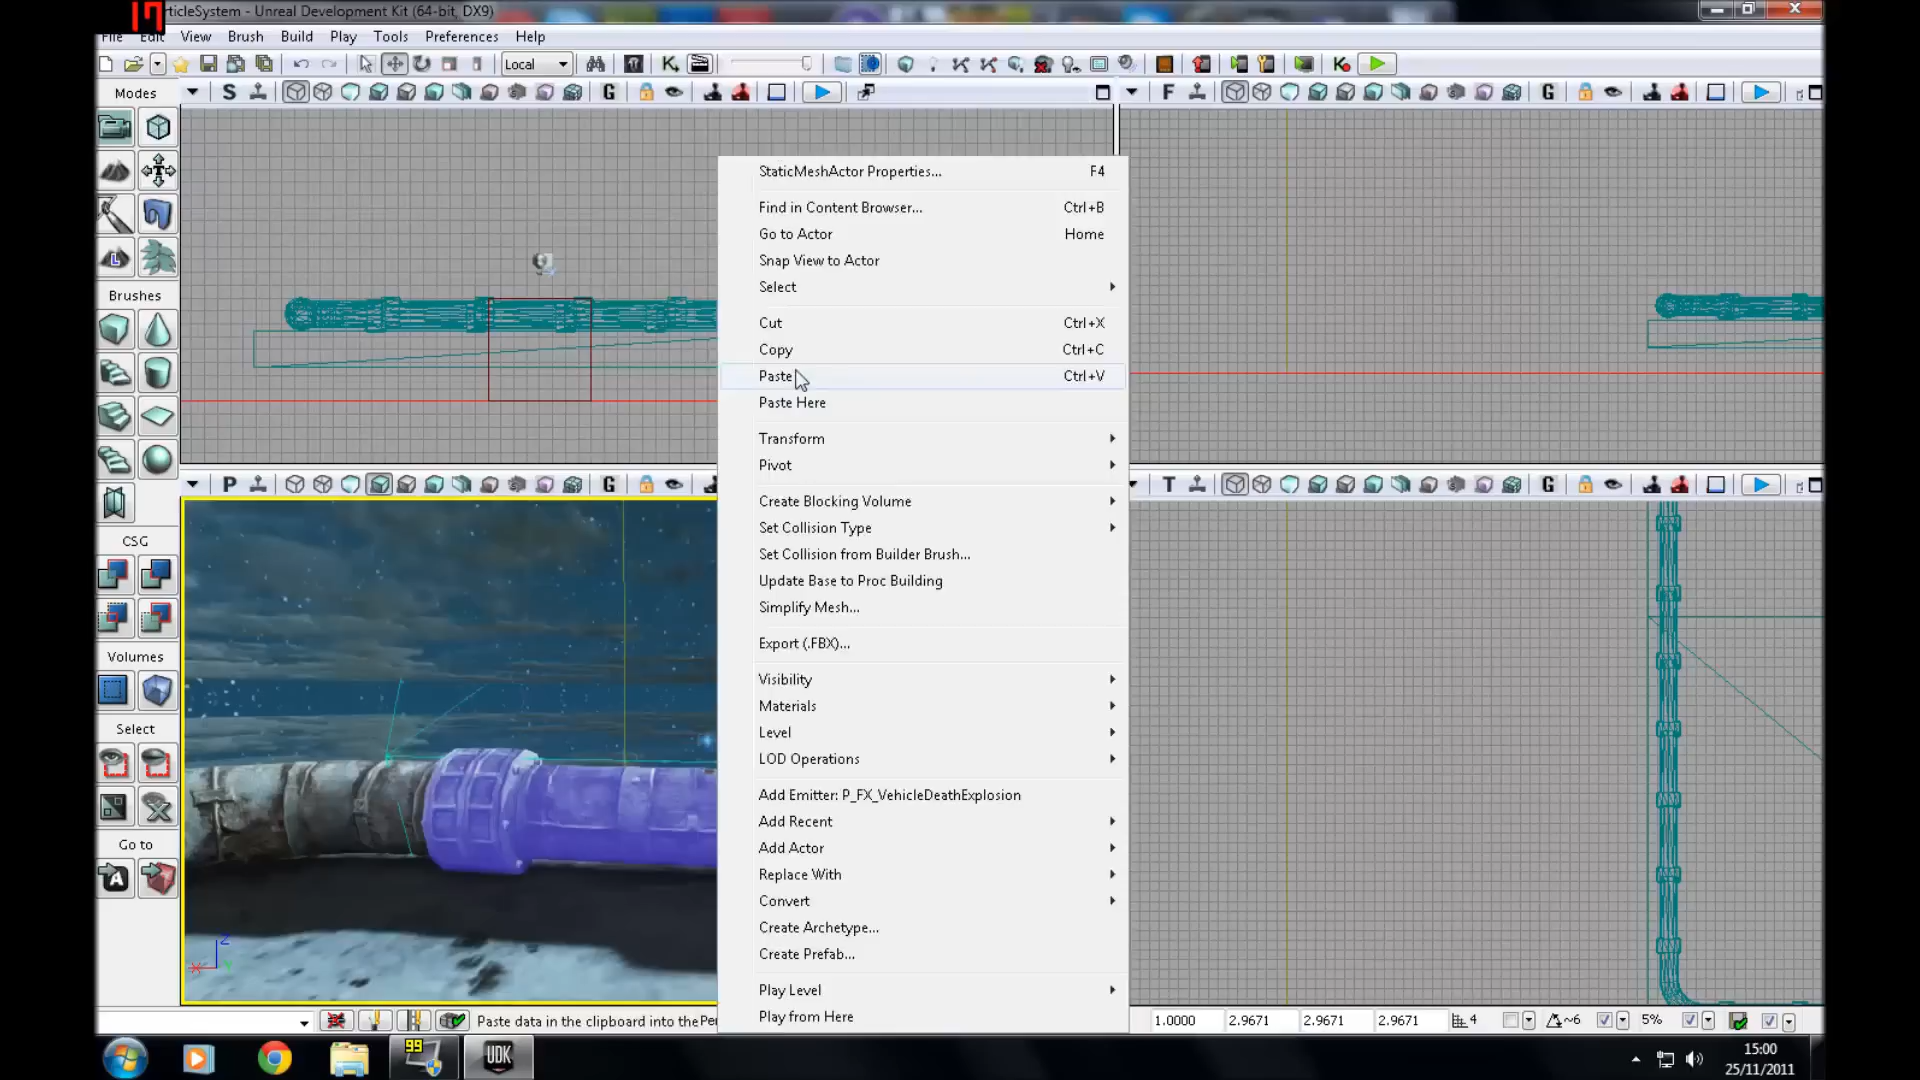 19
rticleSystem - Unreal Development Kit (64-bit, DX9)
File Edit View Brush Build Play Tools Preferences Help
Local
Modes
S
G
F
G
StaticMeshActor Properties... F4
Find in Content Browser... Ctrl+B
Go to Actor Home
Snap View to Actor
Select
Cut Ctrl+X
Copy Ctrl+C
Paste Ctrl+V
Paste Here
Transform
Pivot
Create Blocking Volume
Set Collision Type
Set Collision from Builder Brush...
Update Base to Proc Building
Simplify Mesh...
Export (.FBX)...
Visibility
Materials
Level
LOD Operations
Add Emitter: P_FX_VehicleDeathExplosion
Add Recent
Add Actor
Replace With
Convert
Create Archetype...
Create Prefab...
Play Level
Play from Here
Brushes
CSG
Volumes
Select
Go to
P
G
T
G
Z
X
Y
Paste data in the clipboard into the Per
1.0000 2.9671 2.9671 2.9671 4 ~6 5%
99
UDK
15:00
25/11/2011